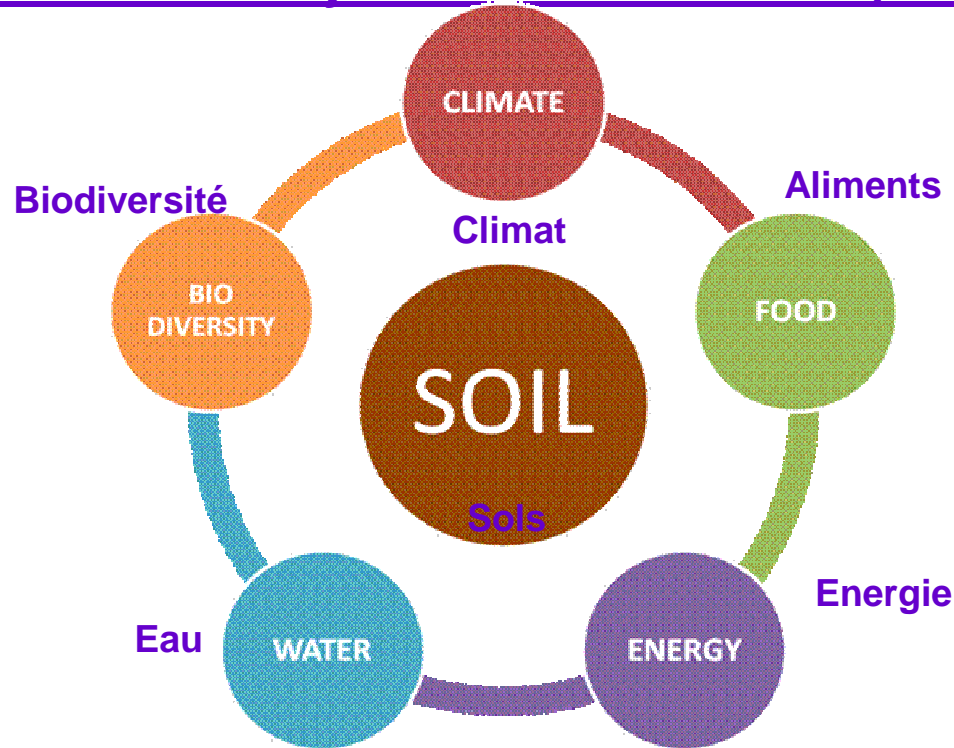 CLIMATE
Biodiversité
Aliments
Climat
BIO
DIVERSITY
FOOD
SOIL
Sols
Energie
Eau
WATER
ENERGY